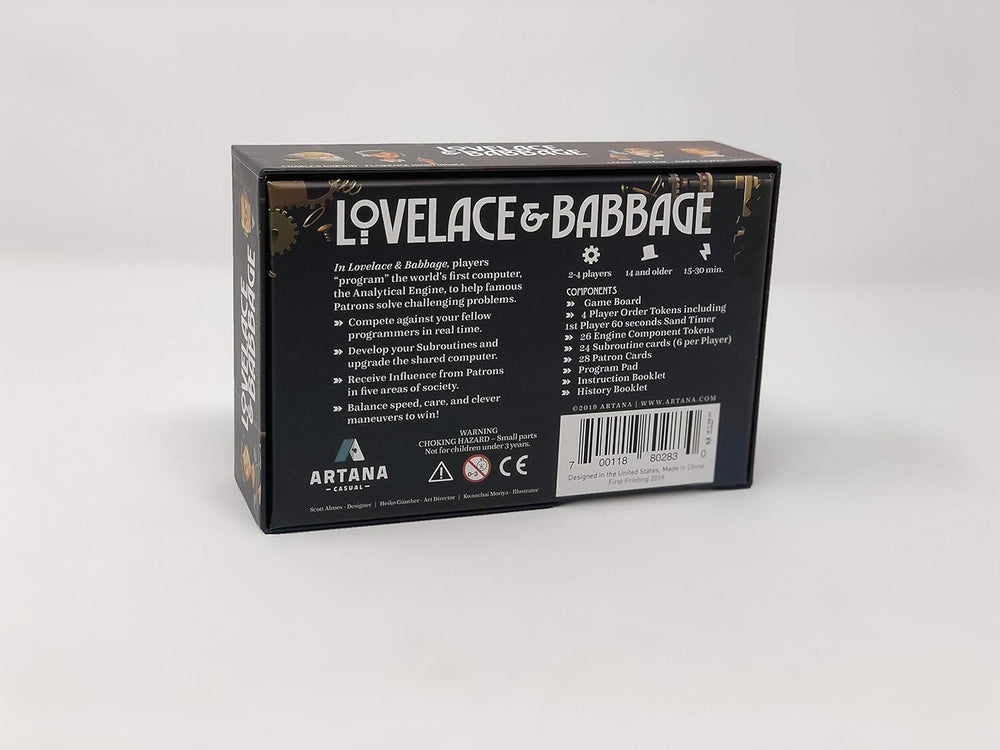 LOVELACE
& BABBAGE
LOVELACE & BABBAGE
LOVELACE
& BABBAGE
In Lovelace & Babbage, players
“program” the world’s first computer,
the Analytical Engine, to help famous
Patrons solve challenging problems.
» Compete against your fellow
programmers in real time.
» Develop your Subroutines and
upgrade the shared computer.
» Receive Influence from Patrons
in five areas of society.
» Balance speed, care, and clever
maneuvers to win!
2-4 players 14 and older 15-30 min.
COMPONENTS
» Game Board
» 4 Player Order Tokens including
1st Player 60 seconds Sand Timer
» 26 Engine Component Tokens
» 24 Subroutine cards (6 per Player)
» 28 Patron Cards
» Program Pad
» Instruction Booklet
» History Booklet
©2019 ARTANA | WWW.ARTANA.COM
7 00118 80283 0
Designed in the United States, Made in China
First Printing 2019
WARNING
CHOKING HAZARD – Small parts
Not for children under 3 years.
0-3
CE
ARTANA
– CASUAL –
Scott Almes - Designer | Heiko Günther - Art Director | Kwanchai Moriya - Illustrator